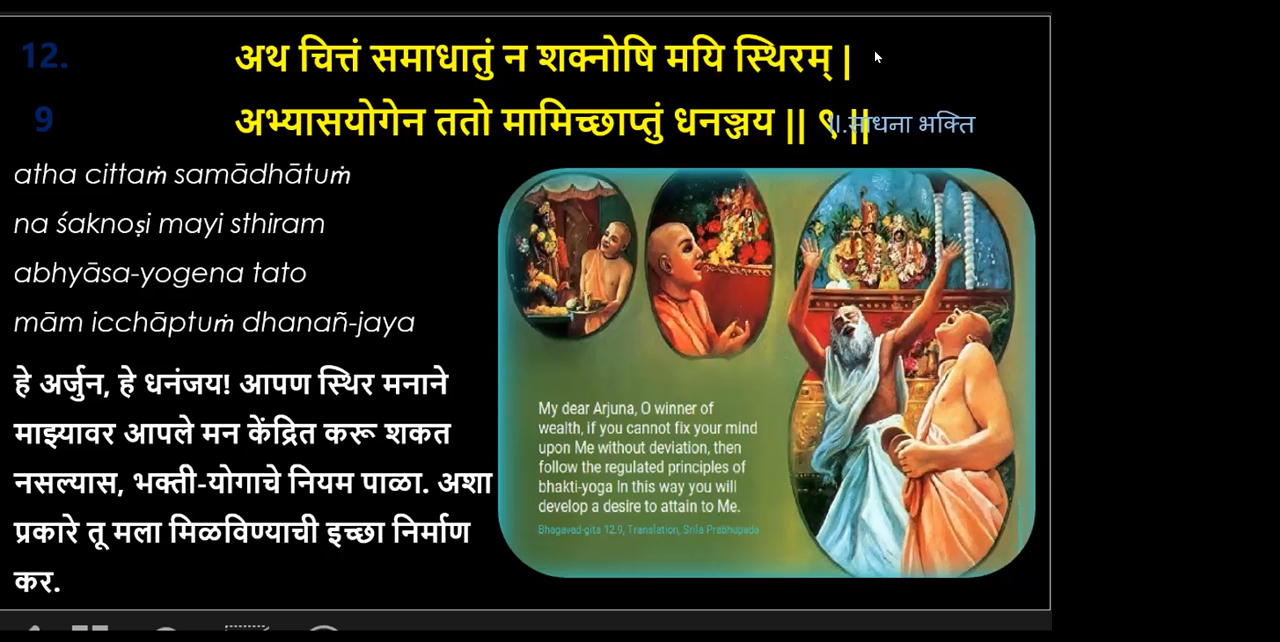 12.
9
अथ चित्तं समाधातुं न शक्नोषि मयि स्थिरम् |
अभ्यासयोगेन ततो मामिच्छाप्तुं धनञ्जय || ९ ||
II.साधना भक्ति
atha cittaṁ samādhātuṁ
na śaknoṣi mayi sthiram
abhyāsa-yogena tato
mām icchāptuṁ dhanañ-jaya
हे अर्जुन, हे धनंजय! आपण स्थिर मनाने
माझ्यावर आपले मन केंद्रित करू शकत
नसल्यास, भक्ती-योगाचे नियम पाळा. अशा
प्रकारे तू मला मिळविण्याची इच्छा निर्माण
कर.
My dear Arjuna, O winner of
wealth, if you cannot fix your mind
upon Me without deviation, then
follow the regulated principles of
bhakti-yoga In this way you will
develop a desire to attain to Me.
Bhagavad-gita 12.9, Translation, Srila Prabhupada